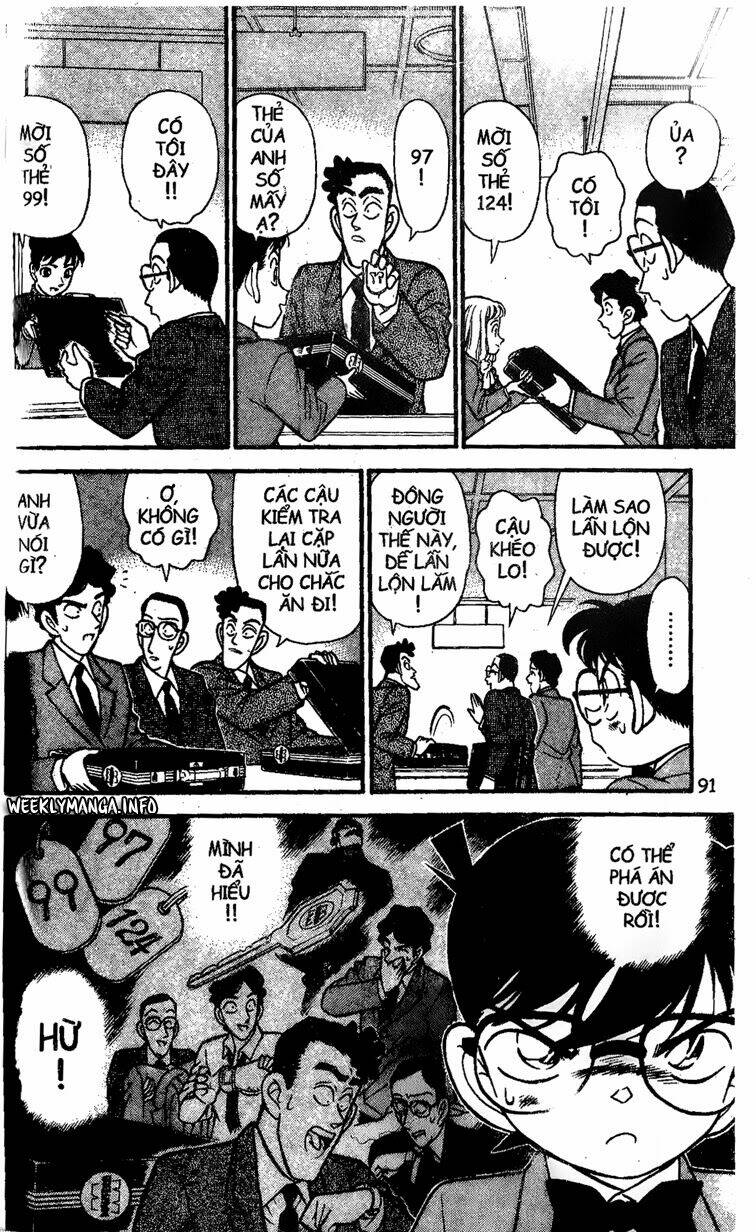 MỜI
SỐ
THẺ
99!
CÓ
TÔI
ĐÂY
!!
THẺ
CỦA
ANH
SỐ
MẤY
Ạ?
97
!
MỜI
SỐ
THẺ
124!
CÓ
TÔI
!
ỦA
?
ANH
VỪA
NÓI
GÌ?
Ơ,
KHÔNG
CÓ GÌ!
CÁC CẬU
KIỂM TRA
LẠI CẶP
LẦN NỮA
CHO CHẮC
ĂN ĐI!
ĐÔNG
NGƯỜI
THẾ NÀY,
DỄ LẪN
LỘN LẮM
!
CẬU
KHÉO
LO!
LÀM SAO
LẪN LỘN
ĐƯỢC!
.........
91
WEEKLYMANGA.INFO
97
99
124
MÌNH
ĐÃ
HIỂU
!!
HỪ
!
CÓ THỂ
PHÁ ÁN
ĐƯƠC
RỒI!